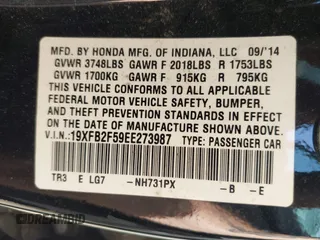 MFD. BY HONDA MFG. OF INDIANA, LLC 09/'14
GVWR 3748LBS GAWR F 2018LBS R 1753LBS
GVWR 1700KG GAWR F 915KG R 795KG
THIS VEHICLE CONFORMS TO ALL APPLICABLE
FEDERAL MOTOR VEHICLE SAFETY, BUMPER,
AND THEFT PREVENTION STANDARDS IN EFFECT
ON THE DATE OF MANUFACTURE SHOWN ABOVE.
V.I.N.: 19XFB2F59EE273987 TYPE: PASSENGER CAR
TR3 E LG7 -NH731PX -B -E
DREAMBID